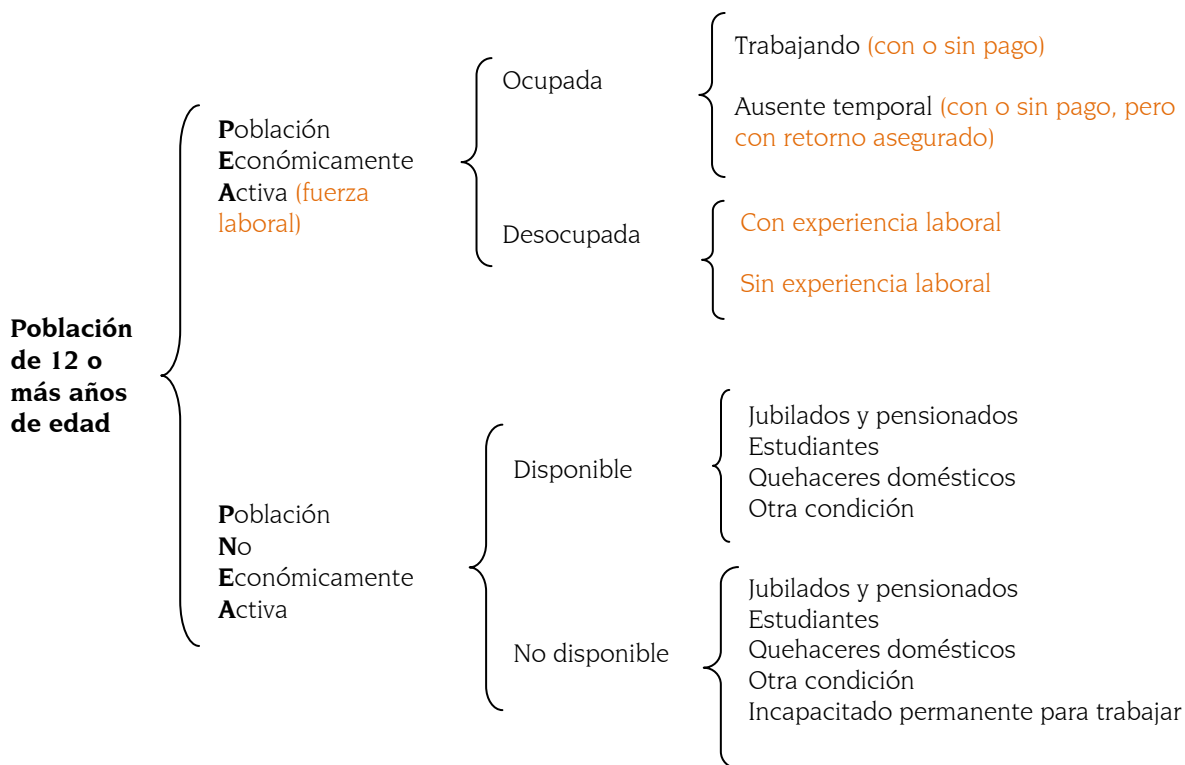 Población
de 12 o
más años
de edad
Población
Económicamente
Activa (fuerza
laboral)
Ocupada
Trabajando (con o sin pago)
Ausente temporal (con o sin pago, pero
con retorno asegurado)
Desocupada
Con experiencia laboral
Sin experiencia laboral
Población
No
Económicamente
Activa
Disponible
Jubilados y pensionados
Estudiantes
Quehaceres domésticos
Otra condición
No disponible
Jubilados y pensionados
Estudiantes
Quehaceres domésticos
Otra condición
Incapacitado permanente para trabajar